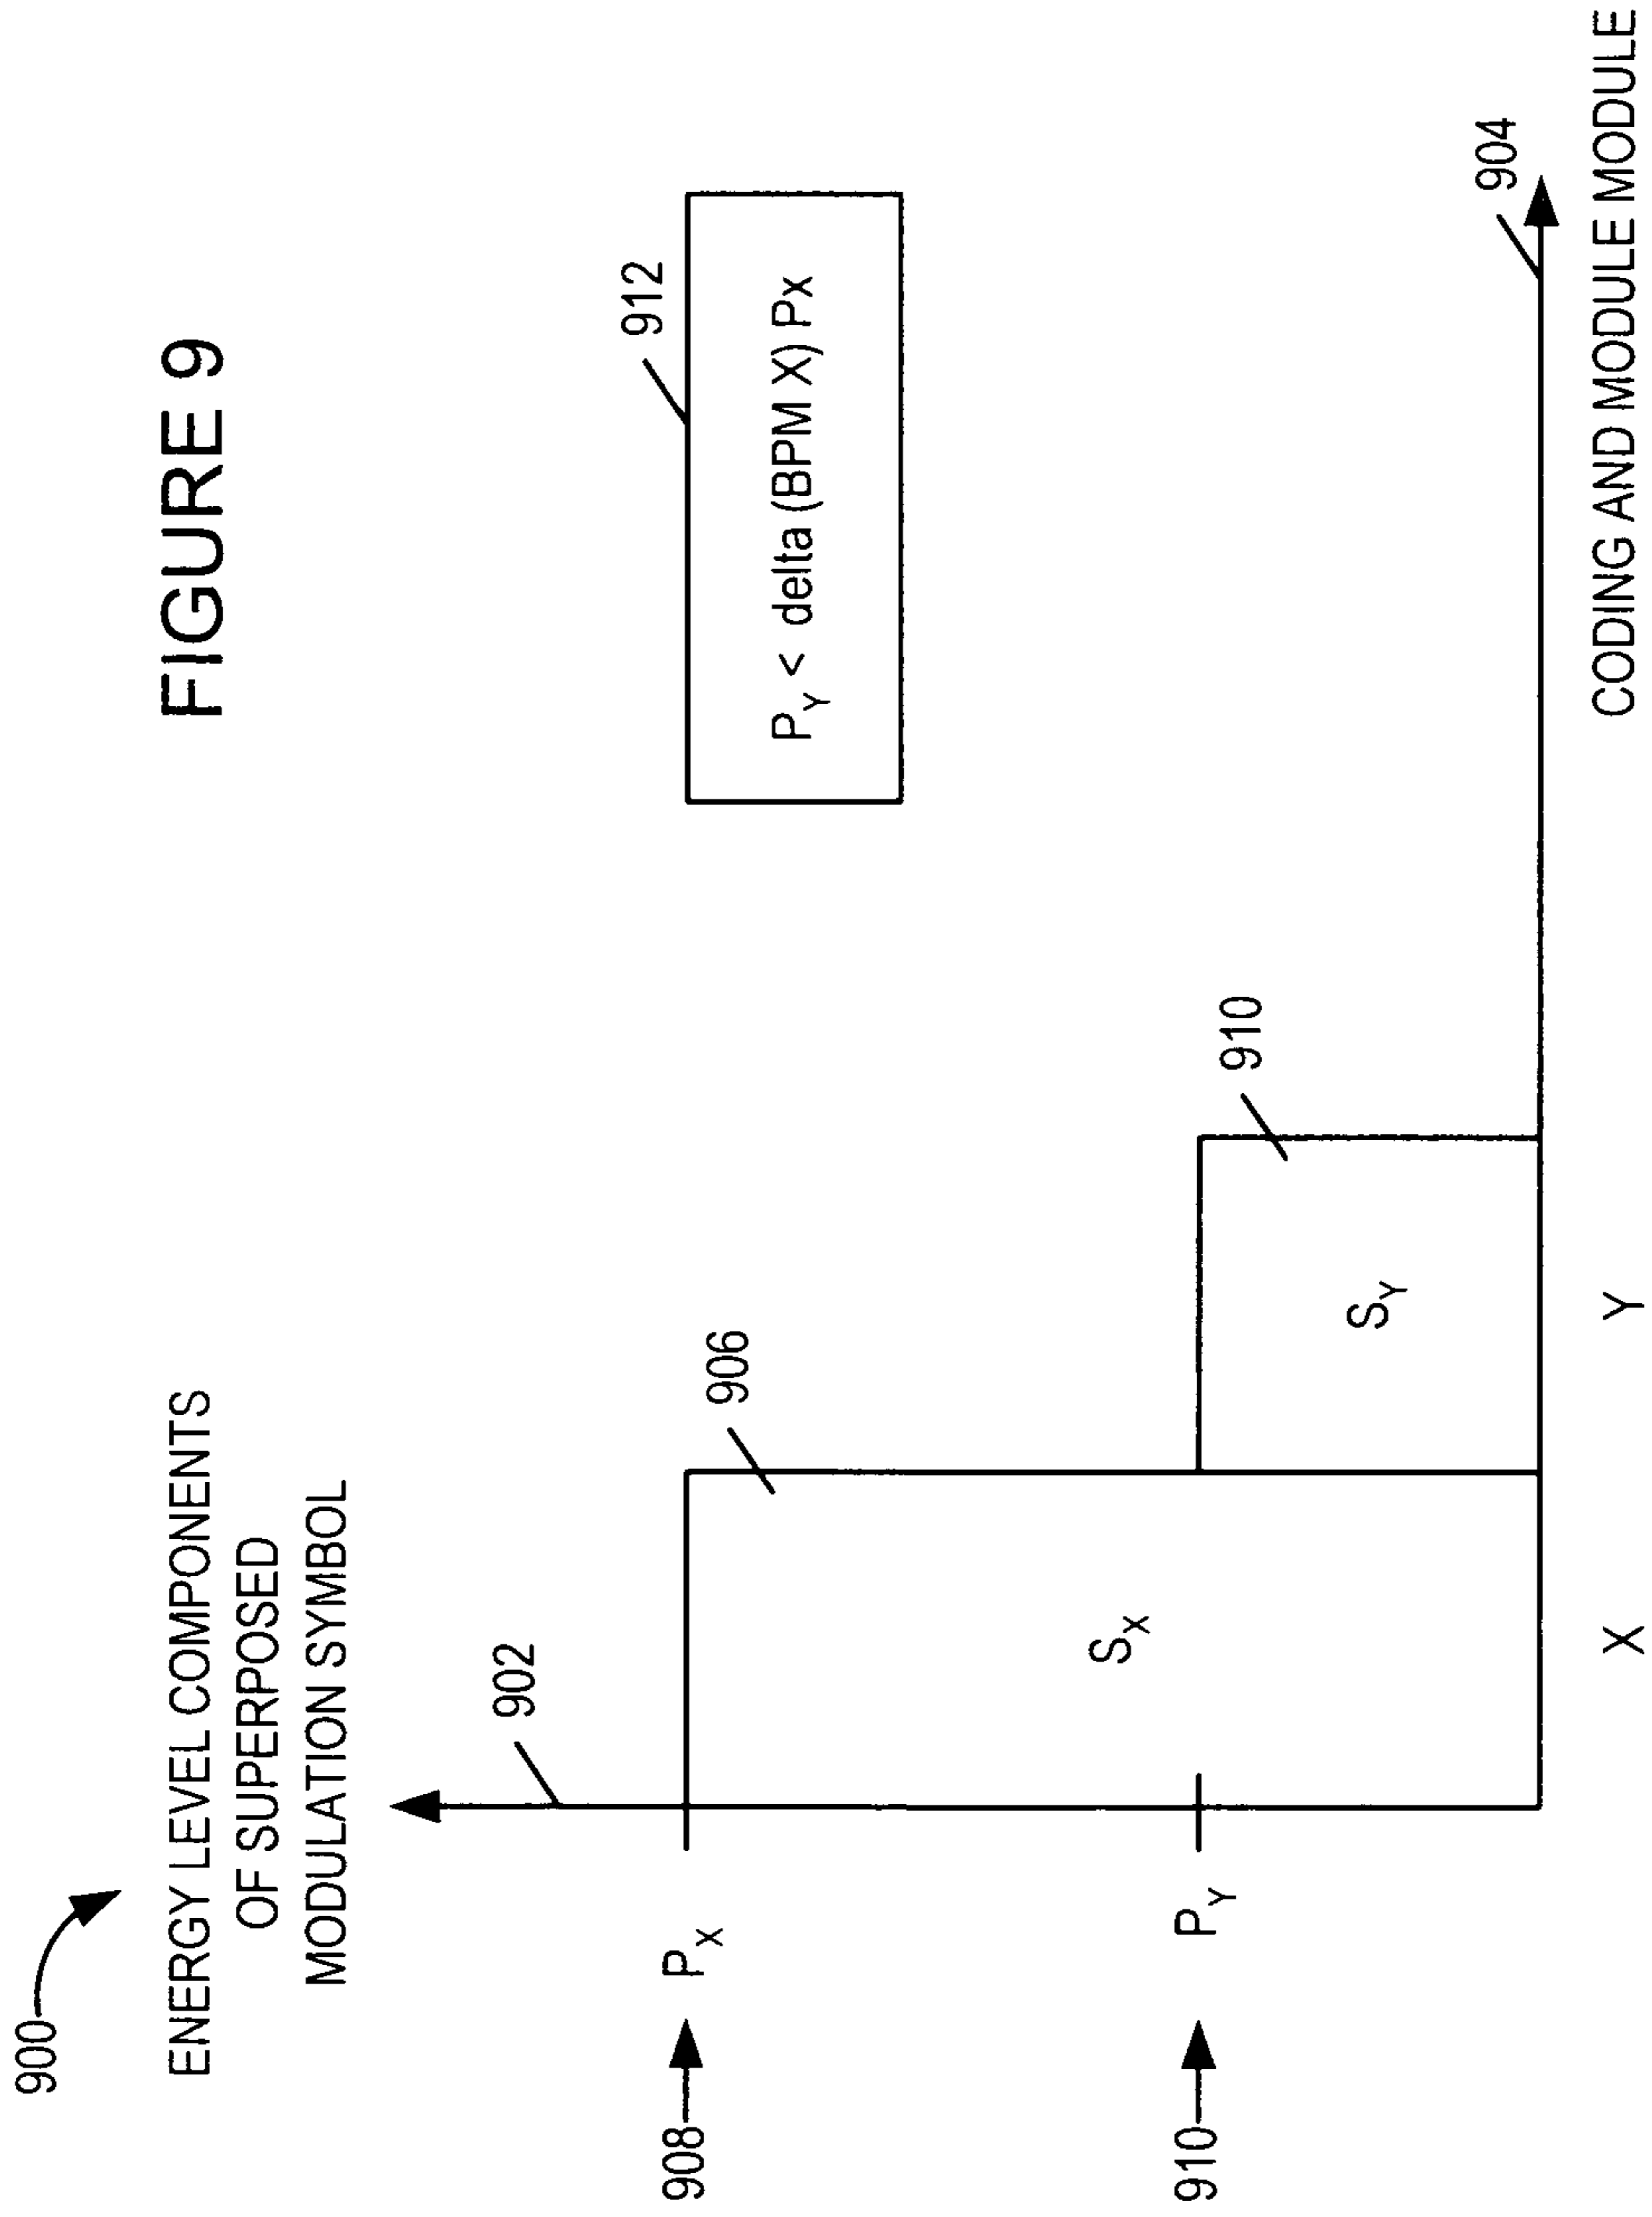 FIGURE 9
900
ENERGY LEVEL COMPONENTS
OF SUPERPOSED
MODULATION SYMBOL
902
908
P_X
906
912
P_Y < delta (BPM X) Px
S_X
910
P_Y
910
S_Y
904
X
Y
CODING AND MODULE MODULE